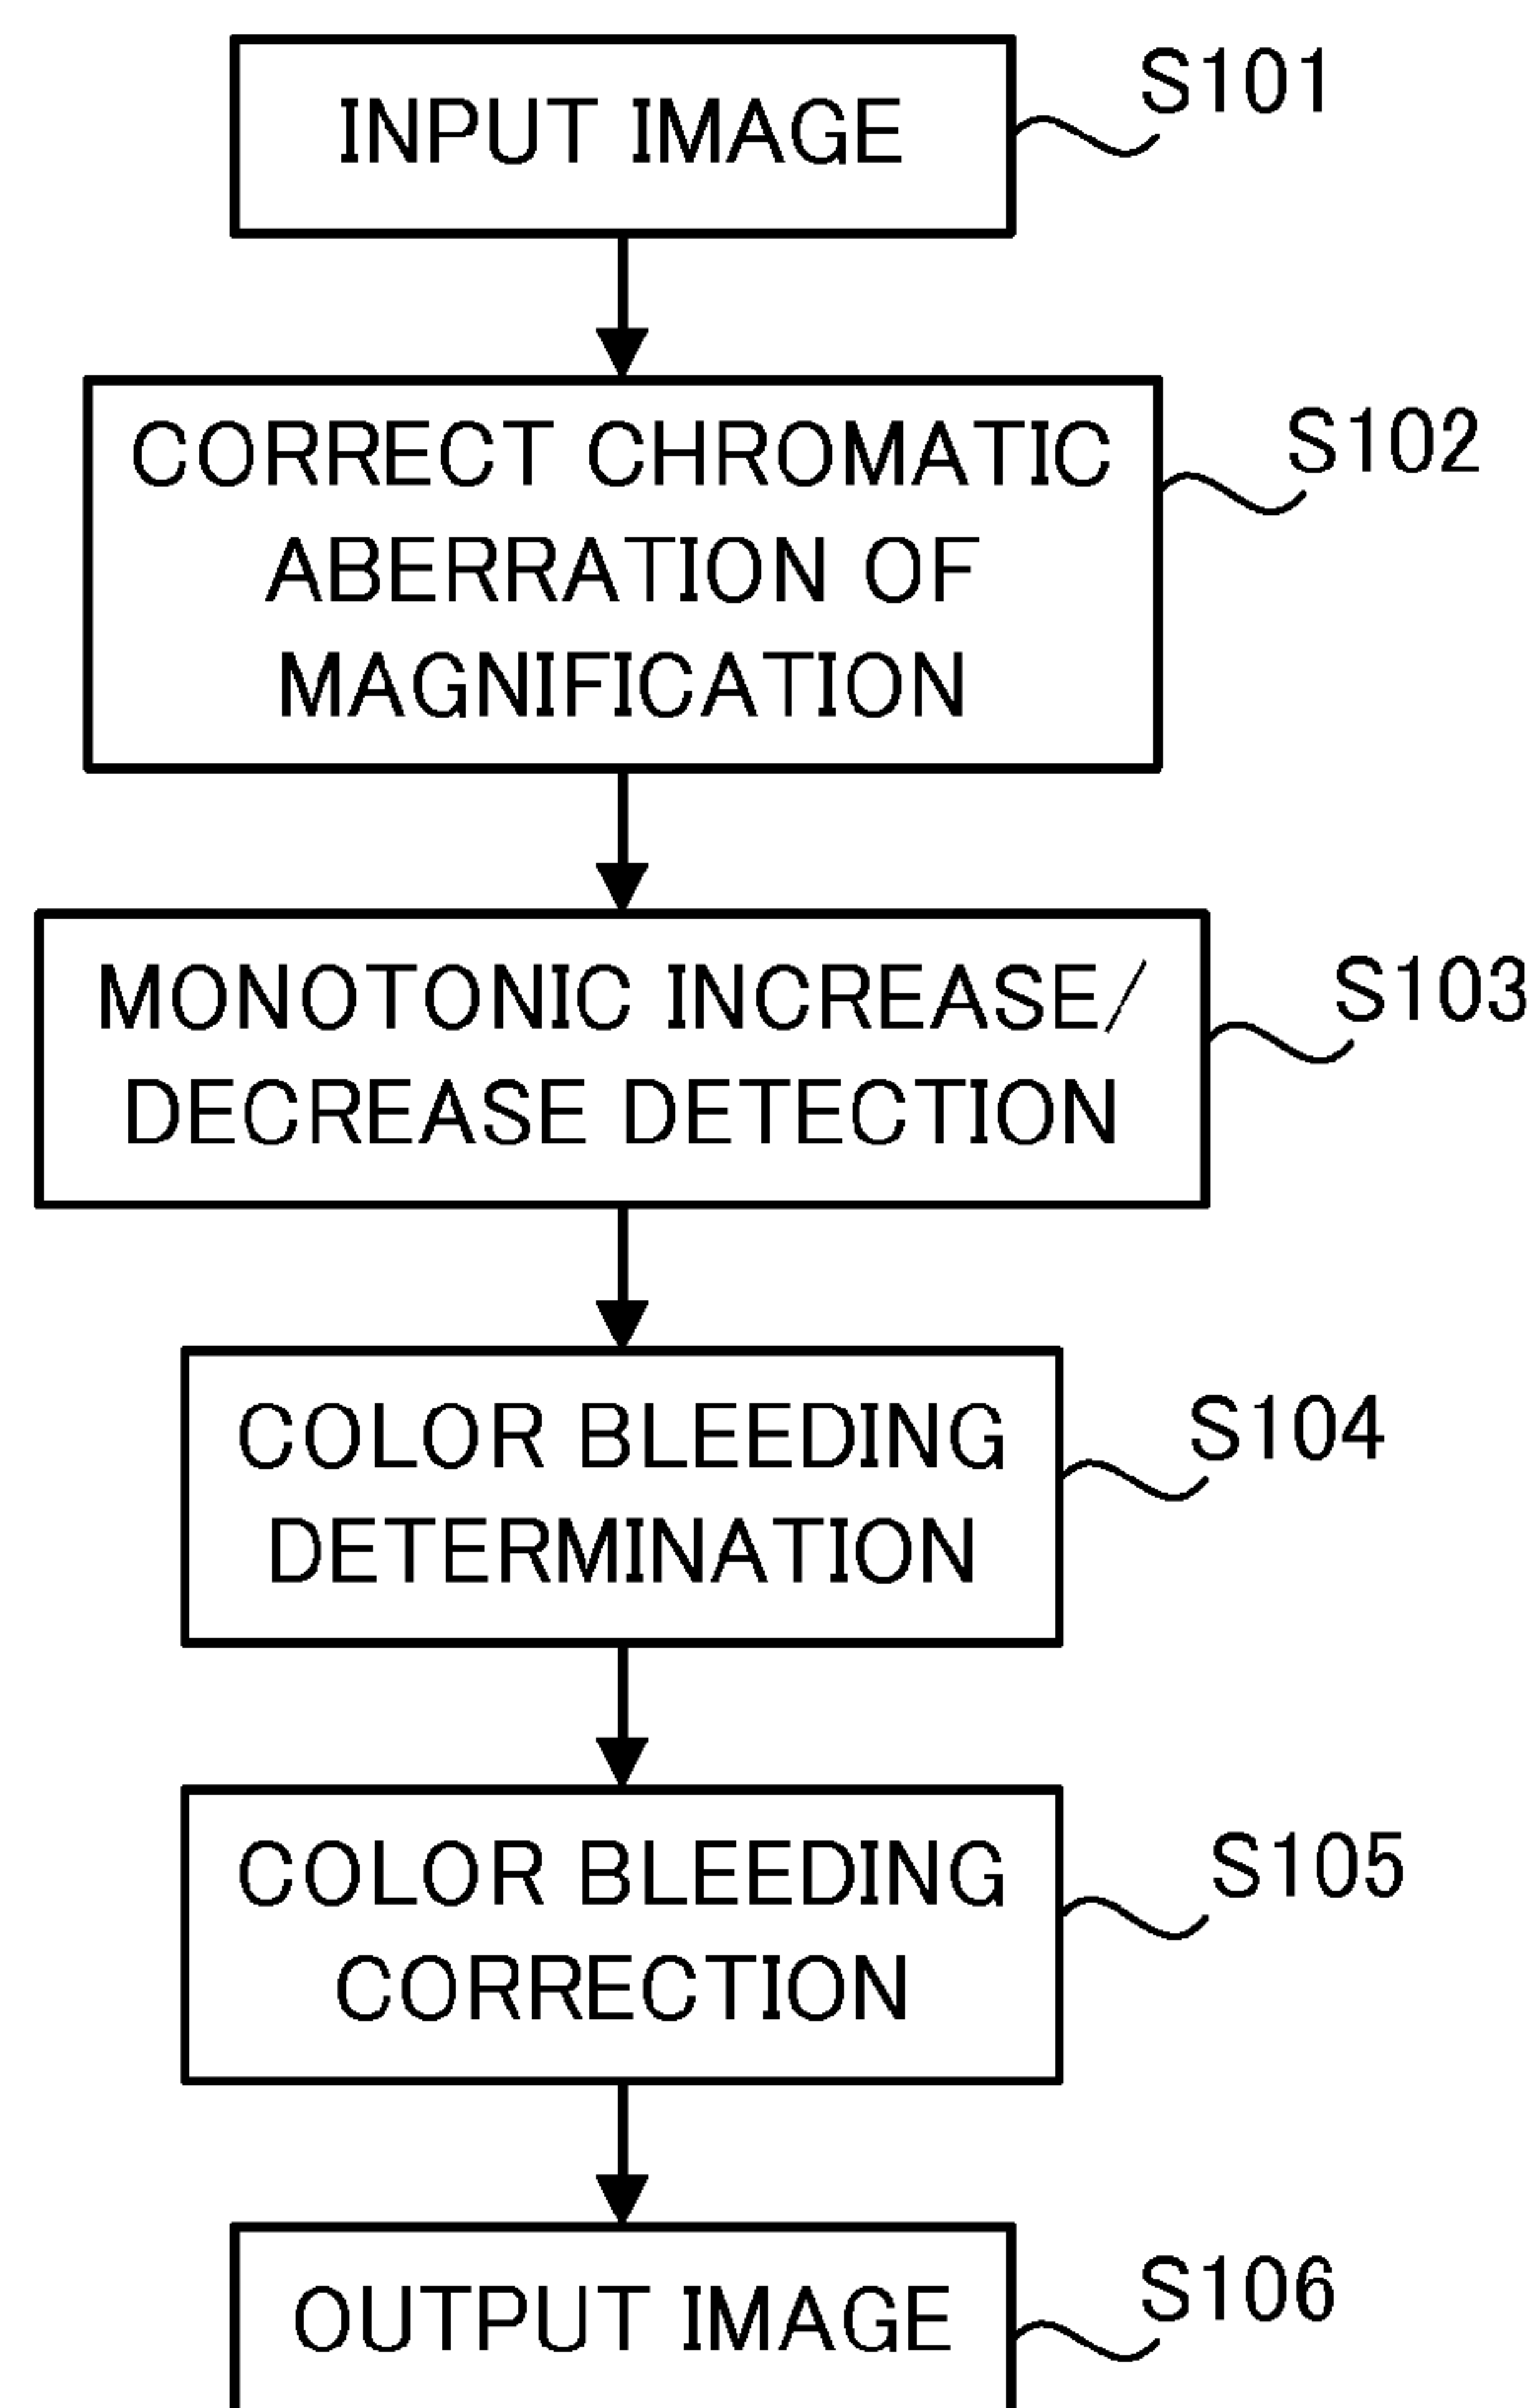 INPUT IMAGE
S101
CORRECT CHROMATIC
ABERRATION OF
MAGNIFICATION
S102
MONOTONIC INCREASE/
DECREASE DETECTION
S103
COLOR BLEEDING
DETERMINATION
S104
COLOR BLEEDING
CORRECTION
S105
OUTPUT IMAGE
S106